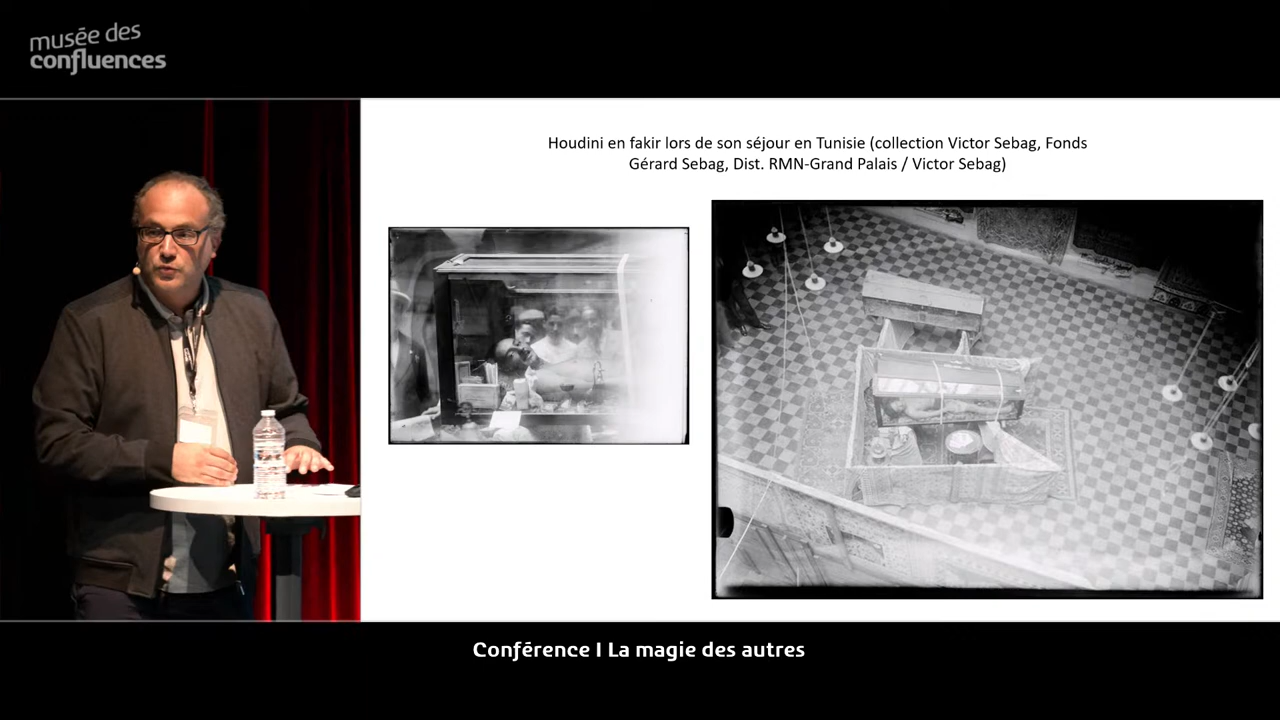 musée des
confluences
Houdini en fakir lors de son séjour en Tunisie (collection Victor Sebag, Fonds
Gérard Sebag, Dist. RMN-Grand Palais / Victor Sebag)
Conférence I La magie des autres